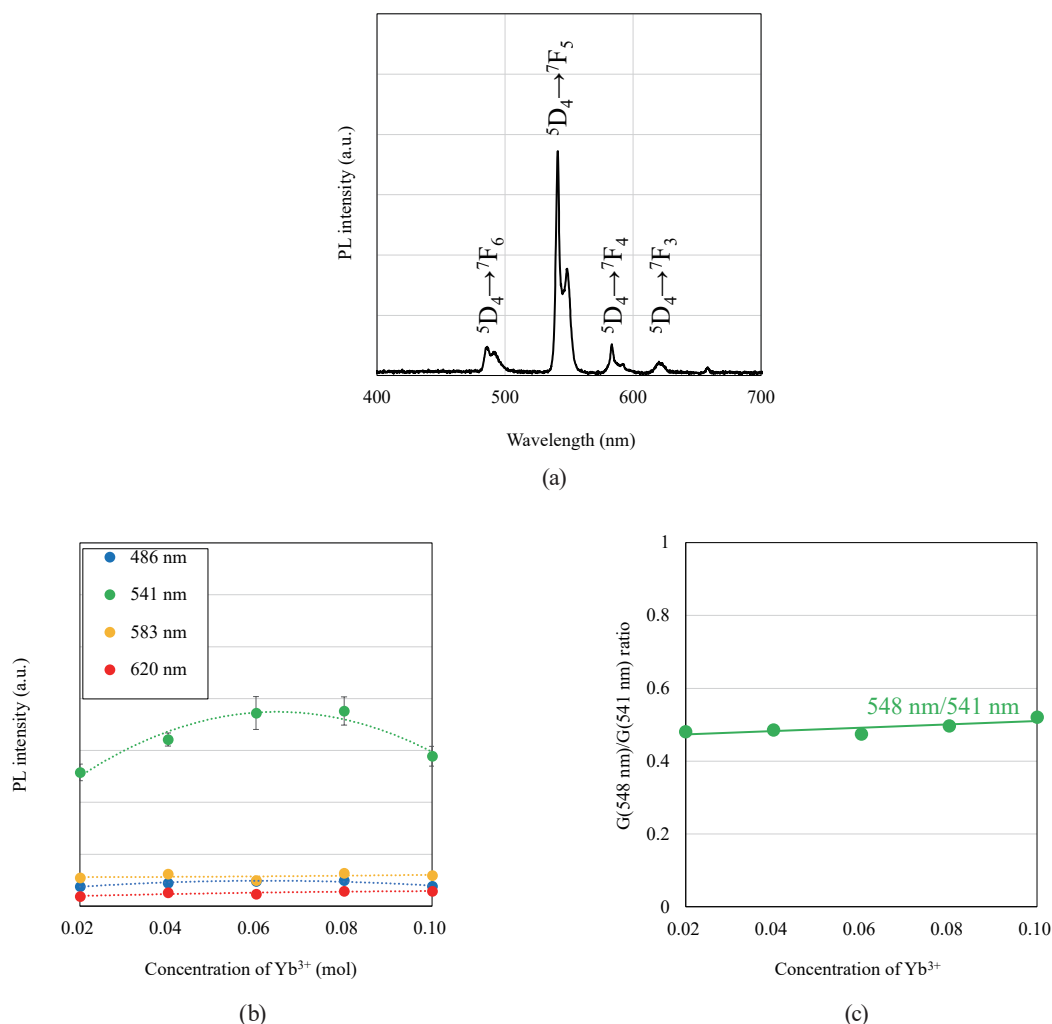 PL intensity (a.u.)
⁵D₄→⁷F₆
⁵D₄→⁷F₅
⁵D₄→⁷F₄
⁵D₄→⁷F₃
400
500
600
700
Wavelength (nm)
(a)
PL intensity (a.u.)
486 nm
541 nm
583 nm
620 nm
0.02
0.04
0.06
0.08
0.10
Concentration of Yb³⁺ (mol)
(b)
G(548 nm)/G(541 nm) ratio
1
0.8
0.6
0.4
0.2
0
548 nm/541 nm
0.02
0.04
0.06
0.08
0.10
Concentration of Yb³⁺
(c)